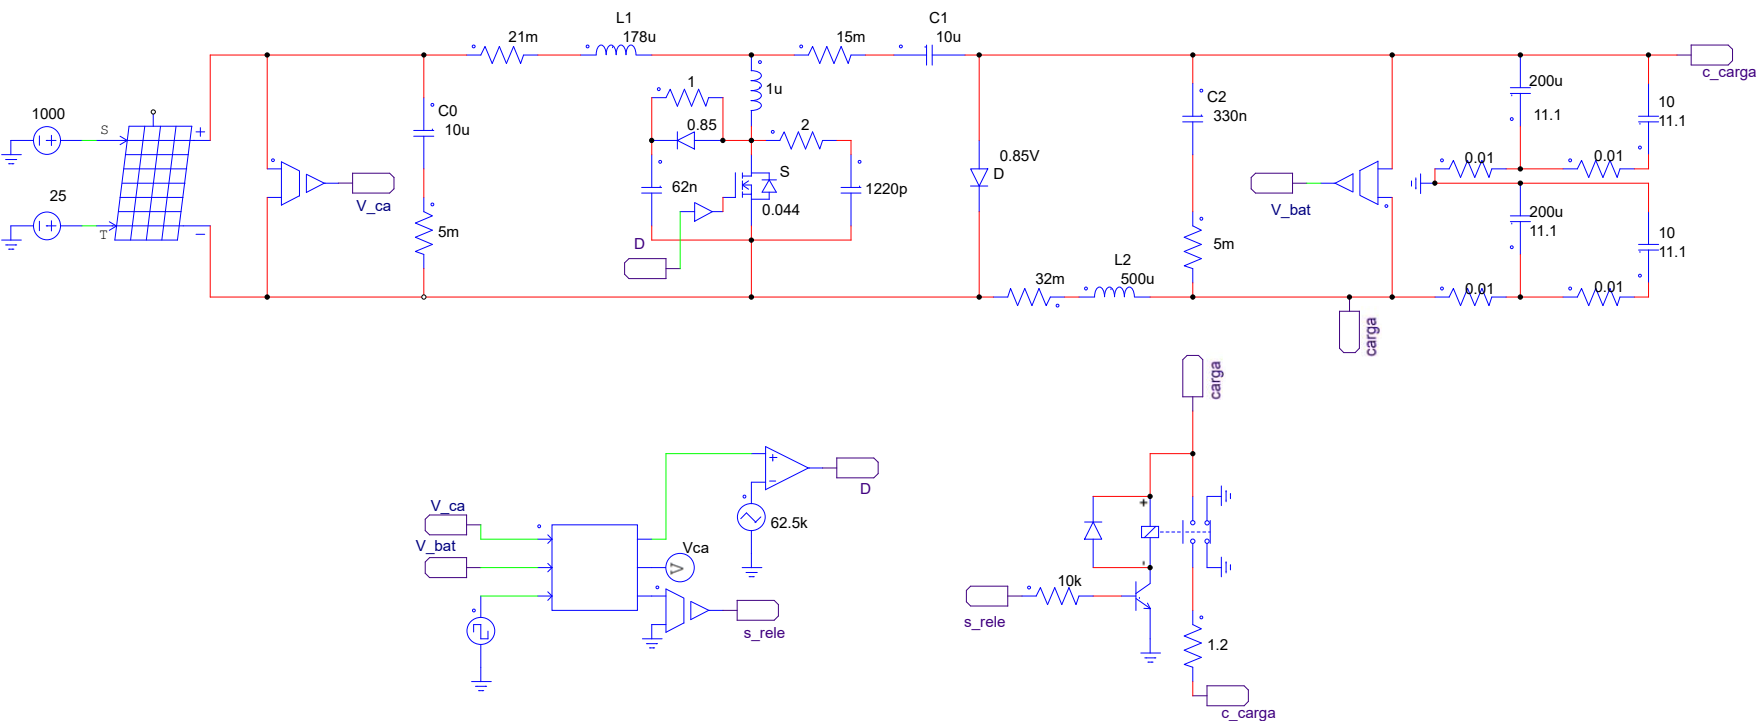 L1
C1
21m
178u
15m
10u
c_carga
1000
S
+
C0
10u
1
1u
0.85
2
C2
330n
200u
11.1
10
11.1
25
T
−
V_ca
5m
62n
S
0.044
1220p
D
0.85V
D
V_bat
0.01
0.01
200u
11.1
10
11.1
5m
32m
L2
500u
0.01
0.01
carga
carga
V_ca
V_bat
+
−
D
62.5k
Vca
V
s_rele
+
-
10k
s_rele
1.2
c_carga